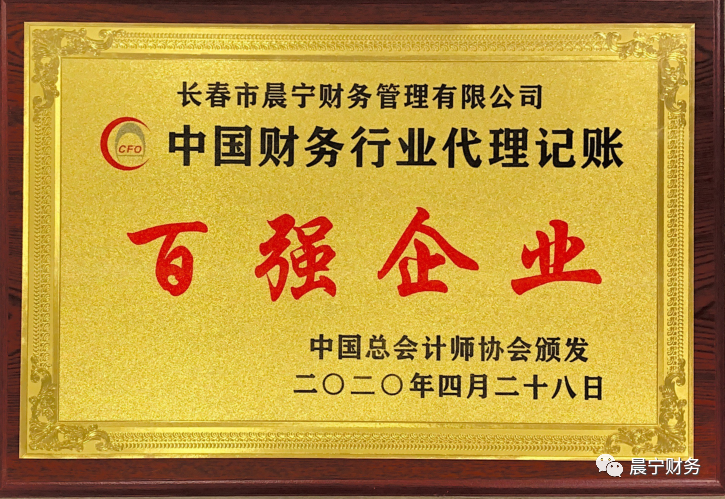 长春市晨宁财务管理有限公司
CFO
中国财务行业代理记账
百强企业
中国总会计师协会颁发
二〇二〇年四月二十八日
晨宁财务